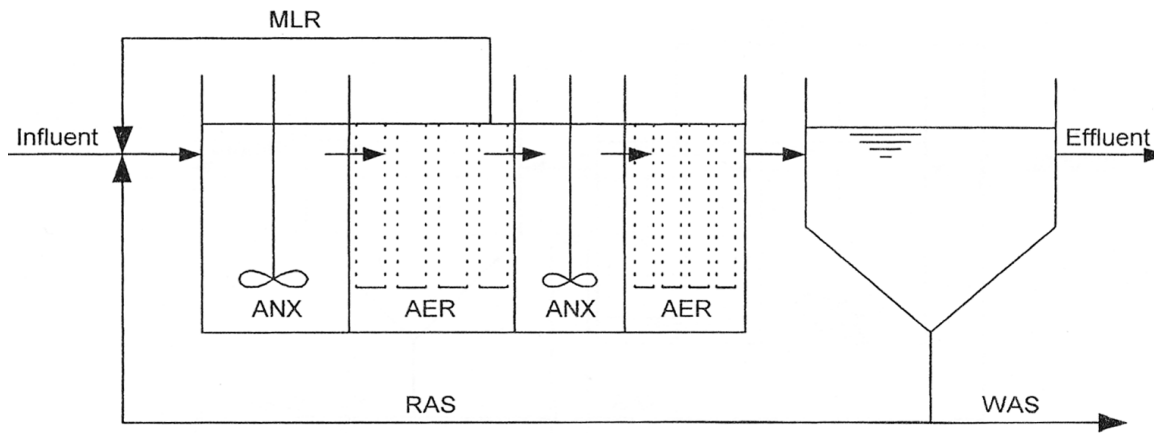 MLR
Influent
Effluent
ANX
AER
ANX
AER
RAS
WAS